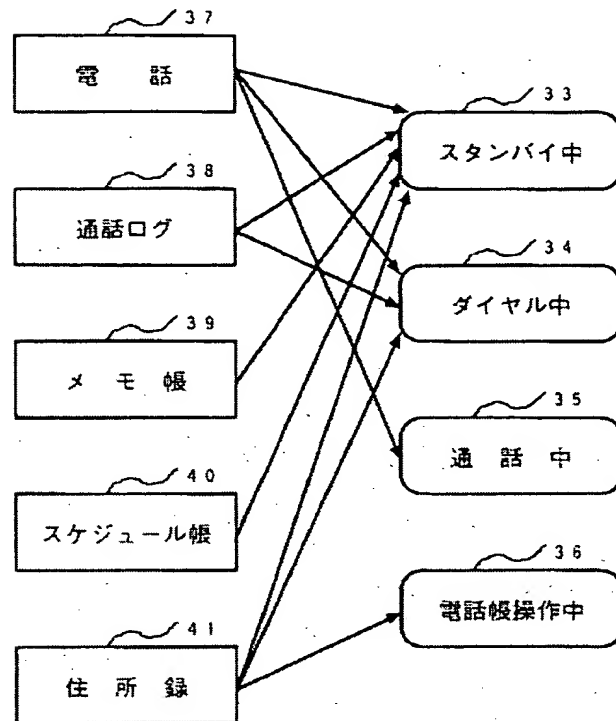 37
電話
33
スタンバイ中
38
通話ログ
34
ダイヤル中
39
メモ帳
35
通話中
40
スケジュール帳
36
電話帳操作中
41
住所録